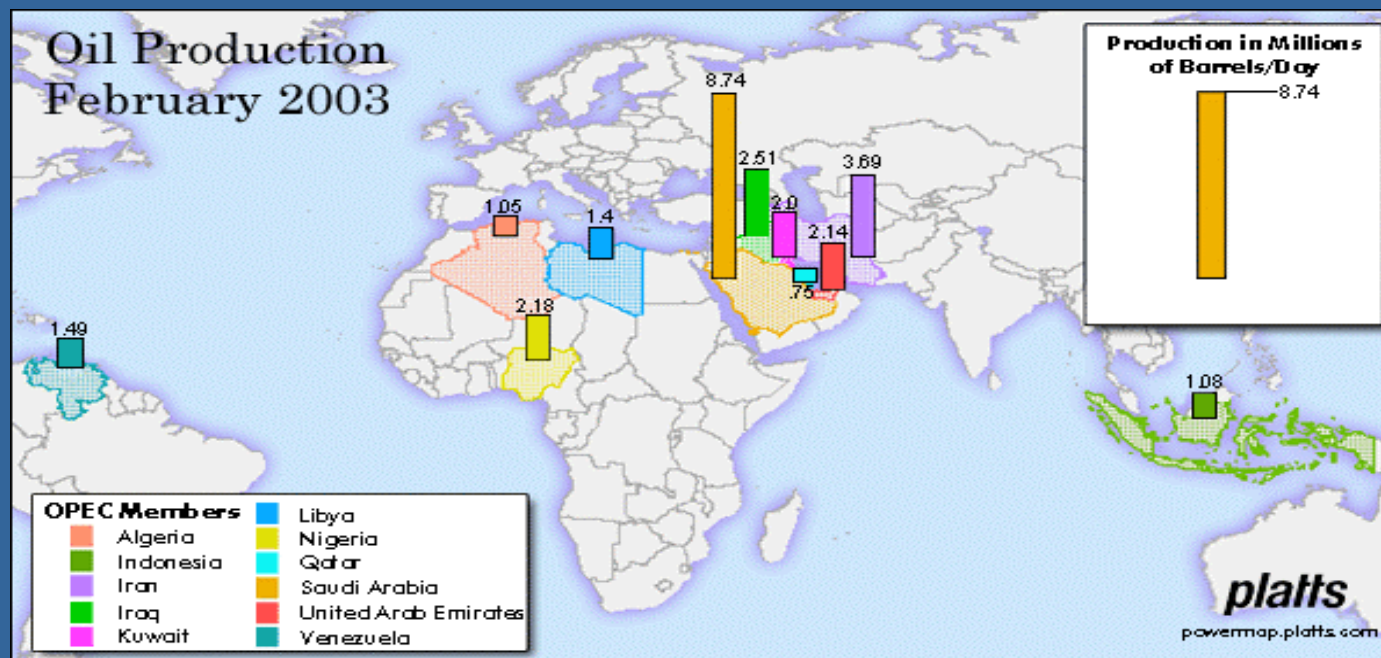 Oil Production
February 2003
Production in Millions
of Barrels/Day
8.74
8.74
2.51
3.69
2.0
2.14
.75
1.05
1.4
2.18
1.49
1.08
OPEC Members
Algeria
Indonesia
Iran
Iraq
Kuwait
Libya
Nigeria
Qatar
Saudi Arabia
United Arab Emirates
Venezuela
platts
powermap.platts.com